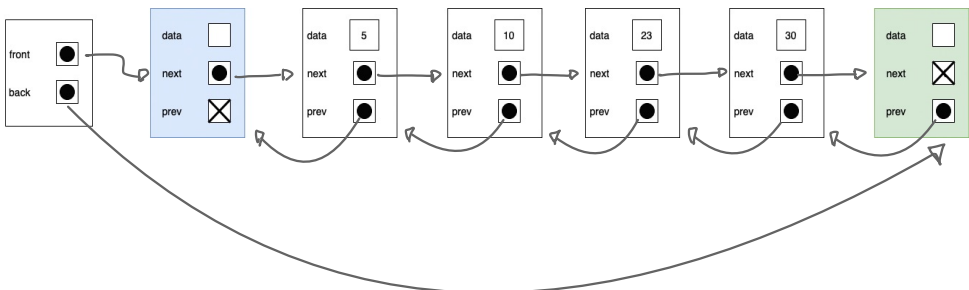 front
back
data
next
prev
data 5
next
prev
data 10
next
prev
data 23
next
prev
data 30
next
prev
data
next
prev